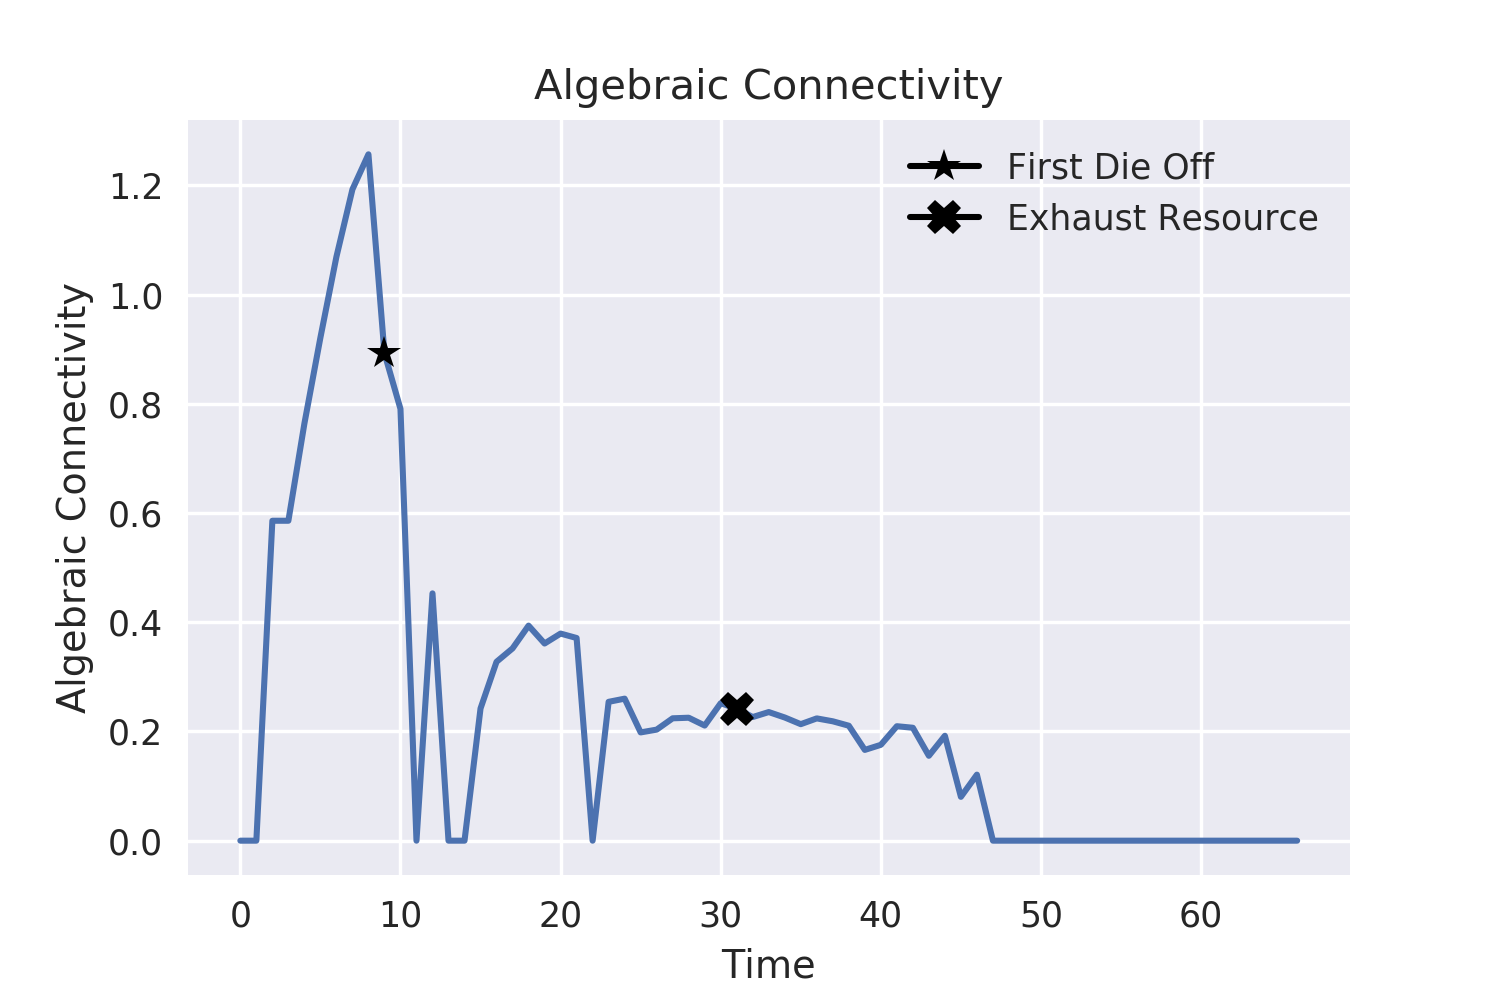 Algebraic Connectivity
First Die Off
Exhaust Resource
Algebraic Connectivity
1.2
1.0
0.8
0.6
0.4
0.2
0.0
0 10 20 30 40 50 60
Time